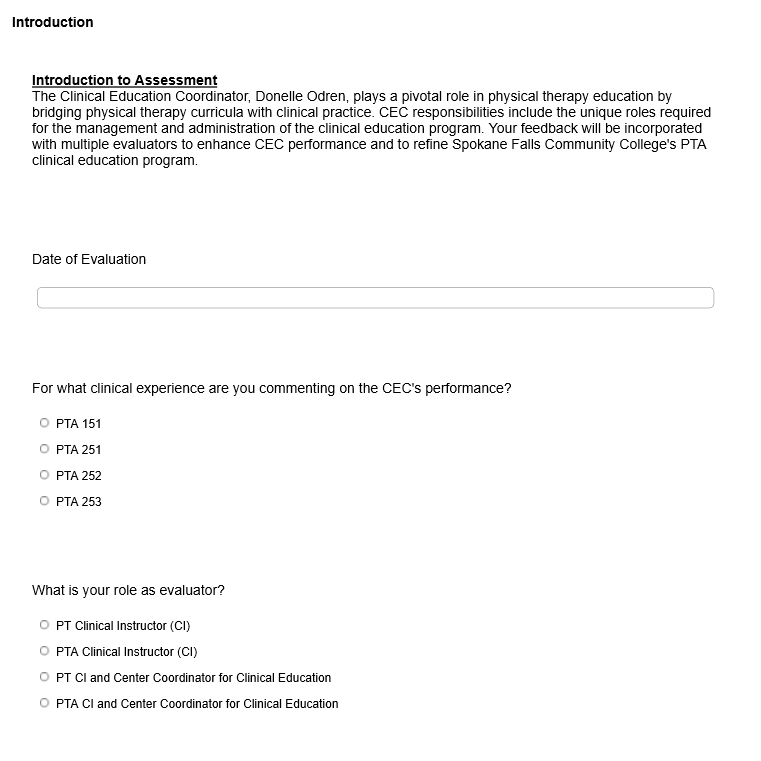 Introduction
Introduction to Assessment
The Clinical Education Coordinator, Donelle Odren, plays a pivotal role in physical therapy education by
bridging physical therapy curricula with clinical practice. CEC responsibilities include the unique roles required
for the management and administration of the clinical education program. Your feedback will be incorporated
with multiple evaluators to enhance CEC performance and to refine Spokane Falls Community College's PTA
clinical education program.
Date of Evaluation
For what clinical experience are you commenting on the CEC's performance?
PTA 151
PTA 251
PTA 252
PTA 253
What is your role as evaluator?
PT Clinical Instructor (CI)
PTA Clinical Instructor (CI)
PT CI and Center Coordinator for Clinical Education
PTA CI and Center Coordinator for Clinical Education